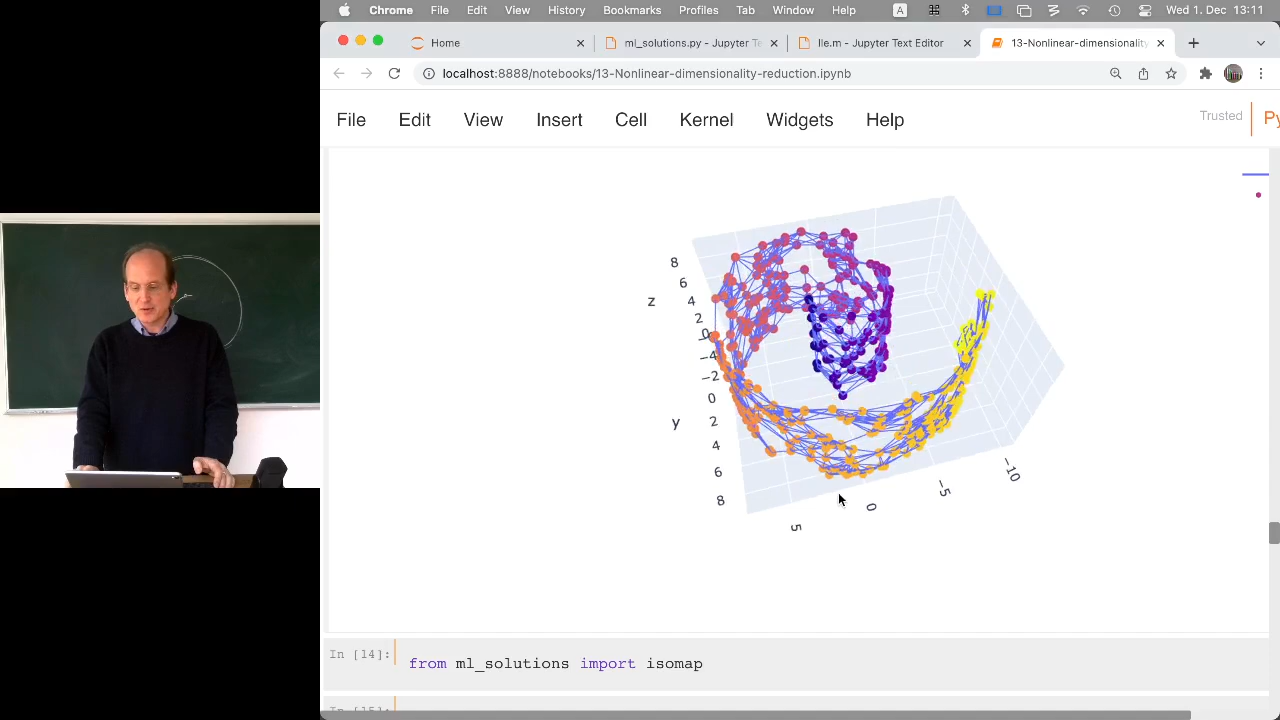 Chrome File Edit View History Bookmarks Profiles Tab Window Help A Wed 1. Dec 13:11
Home ml_solutions.py - Jupyter Te lle.m - Jupyter Text Editor 13-Nonlinear-dimensionality-
localhost:8888/notebooks/13-Nonlinear-dimensionality-reduction.ipynb
File Edit View Insert Cell Kernel Widgets Help Trusted Py
8
6
z 4
2
0
−4
−2
0
y 2
4
6
8
5 0 −5 −10
In [14]: from ml_solutions import isomap
In [15]: